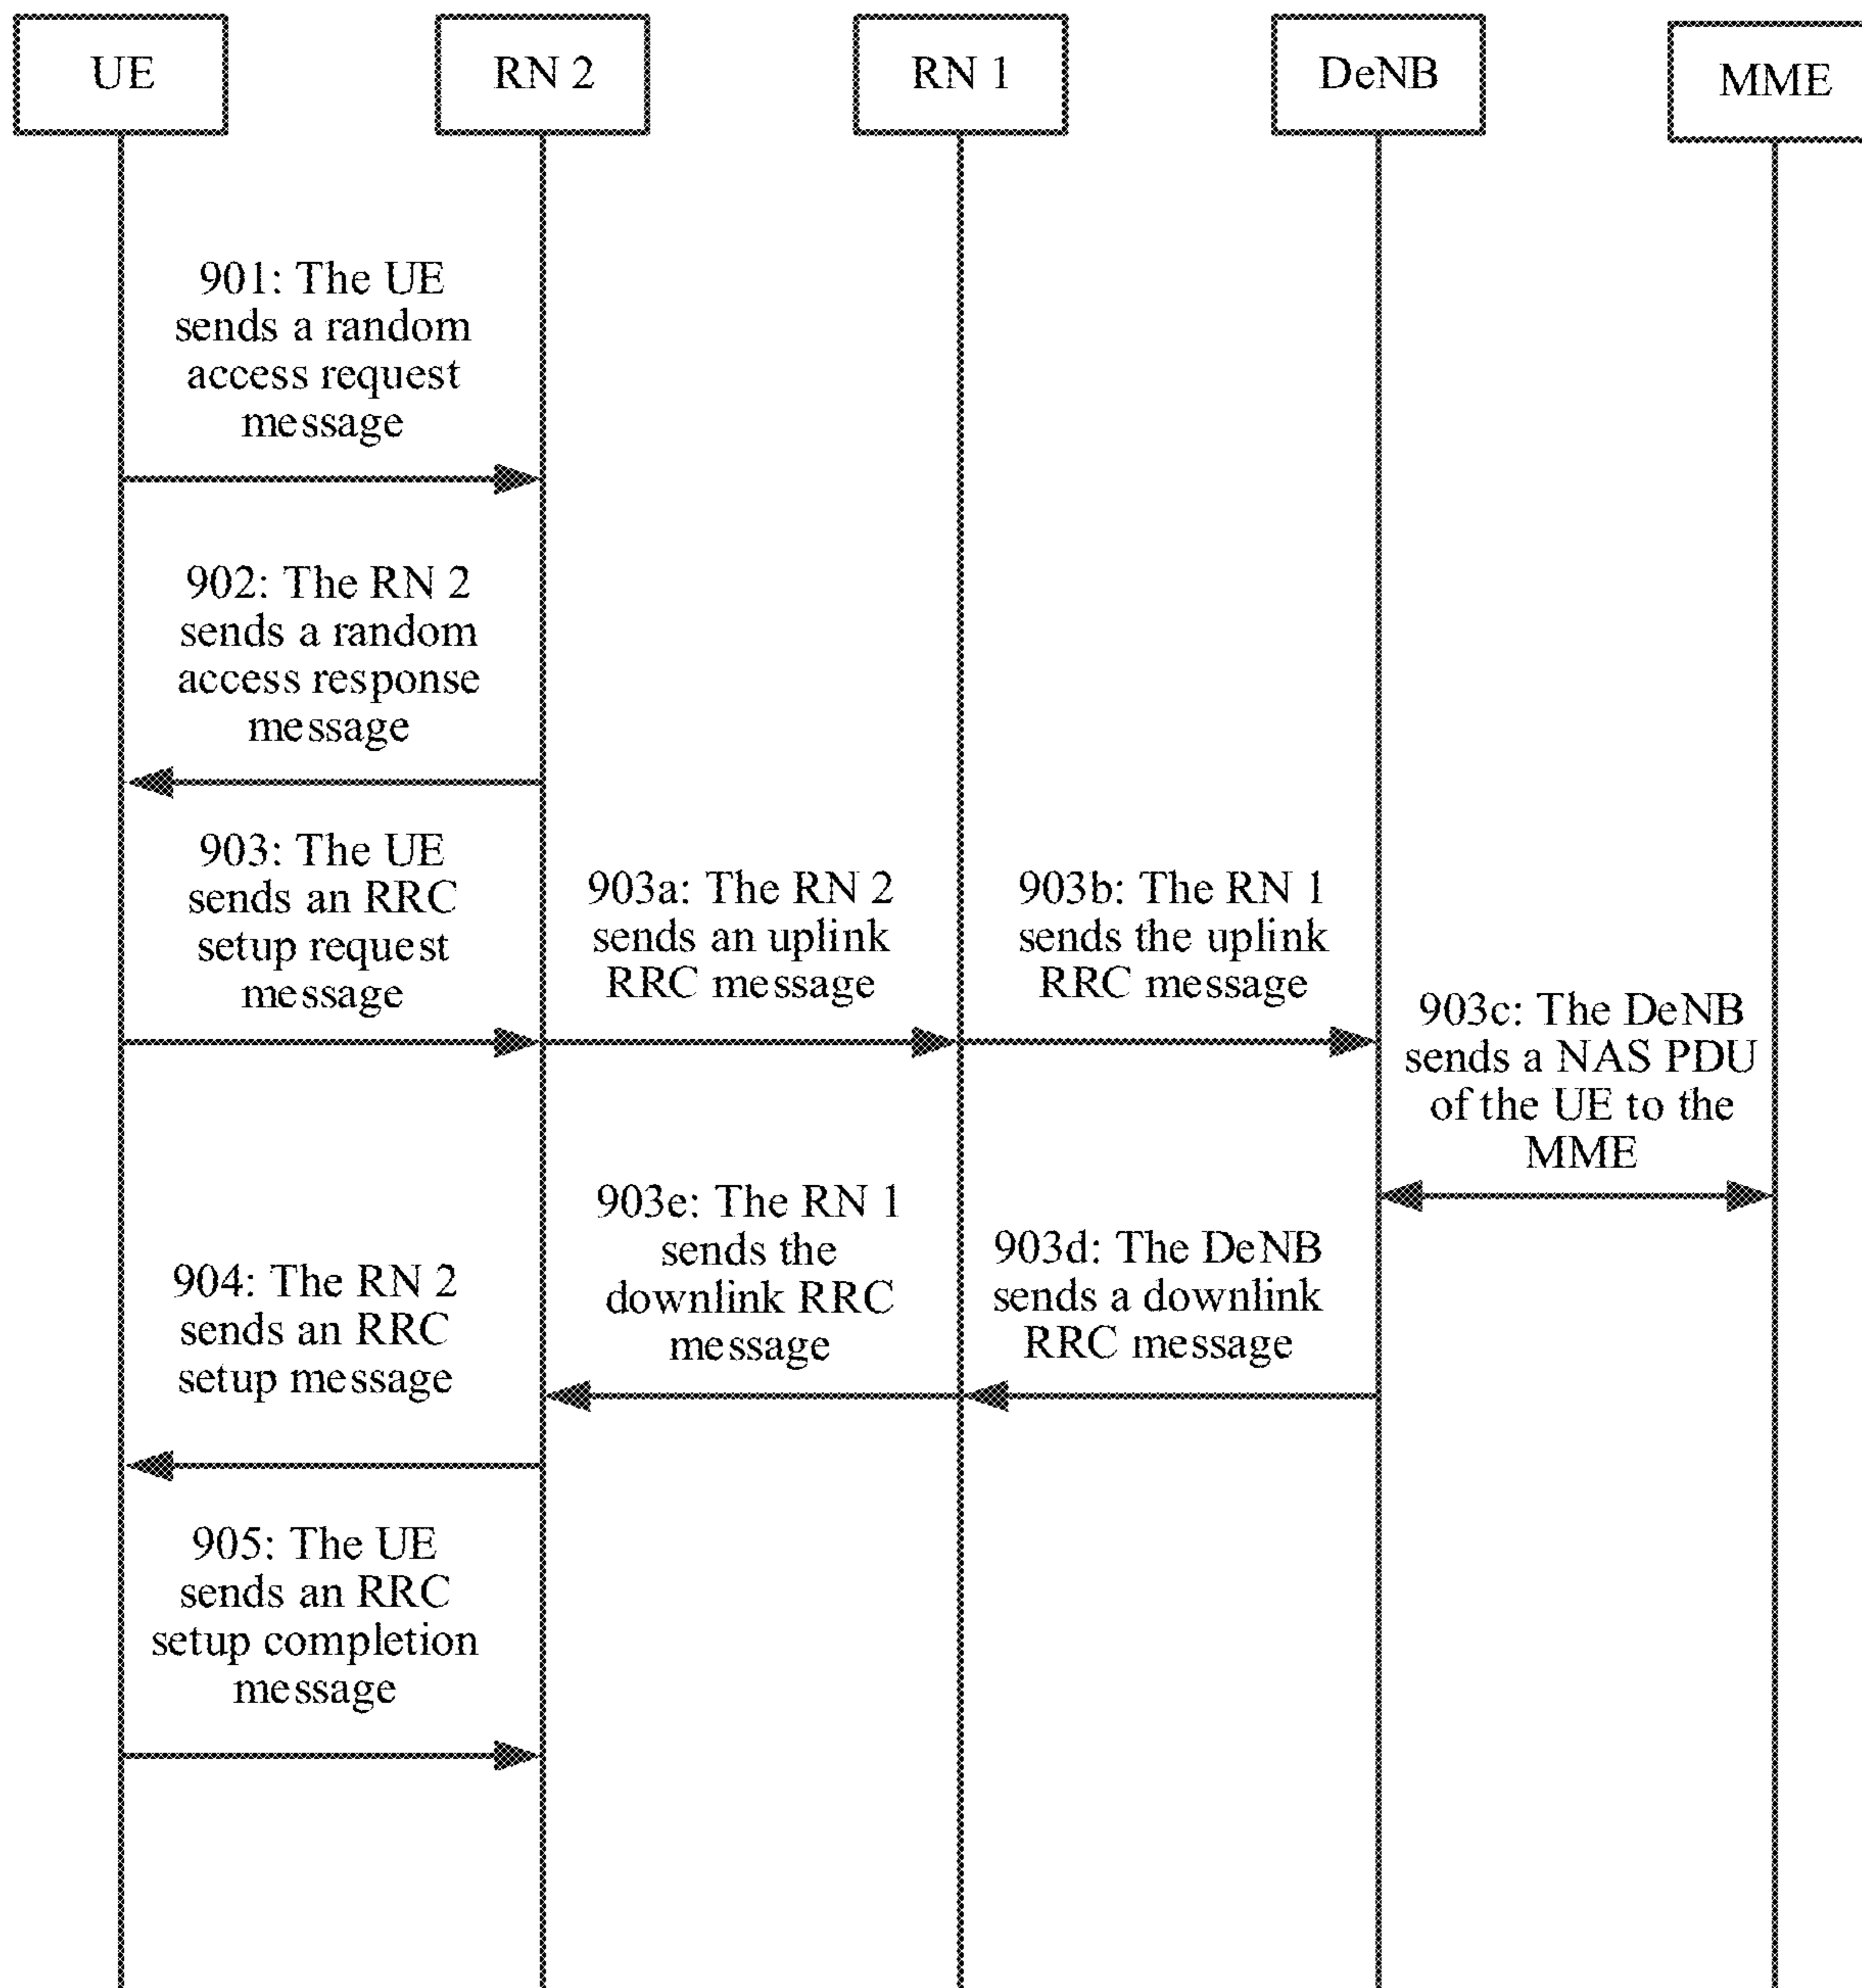 UE
RN 2
RN 1
DeNB
MME
901: The UE
sends a random
access request
message
902: The RN 2
sends a random
access response
message
903: The UE
sends an RRC
setup request
message
903a: The RN 2
sends an uplink
RRC message
903b: The RN 1
sends the uplink
RRC message
903c: The DeNB
sends a NAS PDU
of the UE to the
MME
903e: The RN 1
sends the
downlink RRC
message
903d: The DeNB
sends a downlink
RRC message
904: The RN 2
sends an RRC
setup message
905: The UE
sends an RRC
setup completion
message